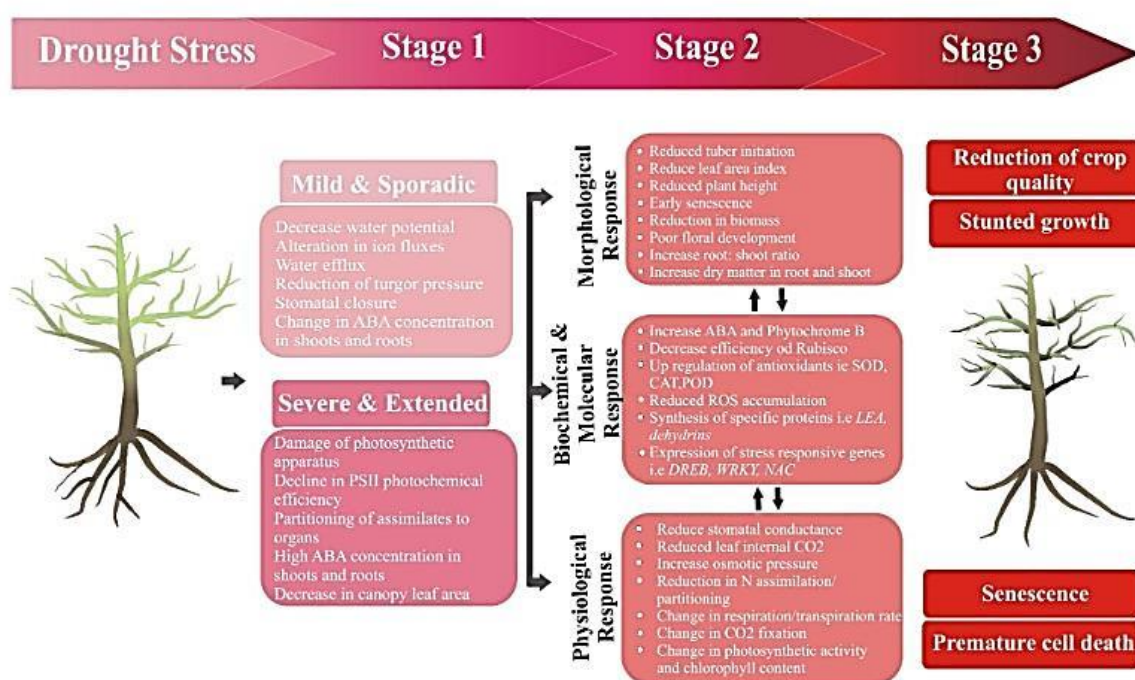 Drought Stress
Stage 1
Stage 2
Stage 3
Mild & Sporadic
Decrease water potential
Alteration in ion fluxes
Water efflux
Reduction of turgor pressure
Stomatal closure
Change in ABA concentration
in shoots and roots
Severe & Extended
Damage of photosynthetic
apparatus
Decline in PSII photochemical
efficiency
Partitioning of assimilates to
organs
High ABA concentration in
shoots and roots
Decrease in canopy leaf area
Morphological
Response
• Reduced tuber initiation
• Reduce leaf area index
• Reduced plant height
• Early senescence
• Reduction in biomass
• Poor floral development
• Increase root: shoot ratio
• Increase dry matter in root and shoot
Biochemical &
Molecular
Response
• Increase ABA and Phytochrome B
• Decrease efficiency od Rubisco
• Up regulation of antioxidants ie SOD,
CAT,POD
• Reduced ROS accumulation
• Synthesis of specific proteins i.e LEA,
dehydrins
• Expression of stress responsive genes
i.e DREB, WRKY, NAC
Physiological
Response
• Reduce stomatal conductance
• Reduced leaf internal CO2
• Increase osmotic pressure
• Reduction in N assimilation/
partitioning
• Change in respiration/transpiration rate
• Change in CO2 fixation
• Change in photosynthetic activity
and chlorophyll content
Reduction of crop
quality
Stunted growth
Senescence
Premature cell death